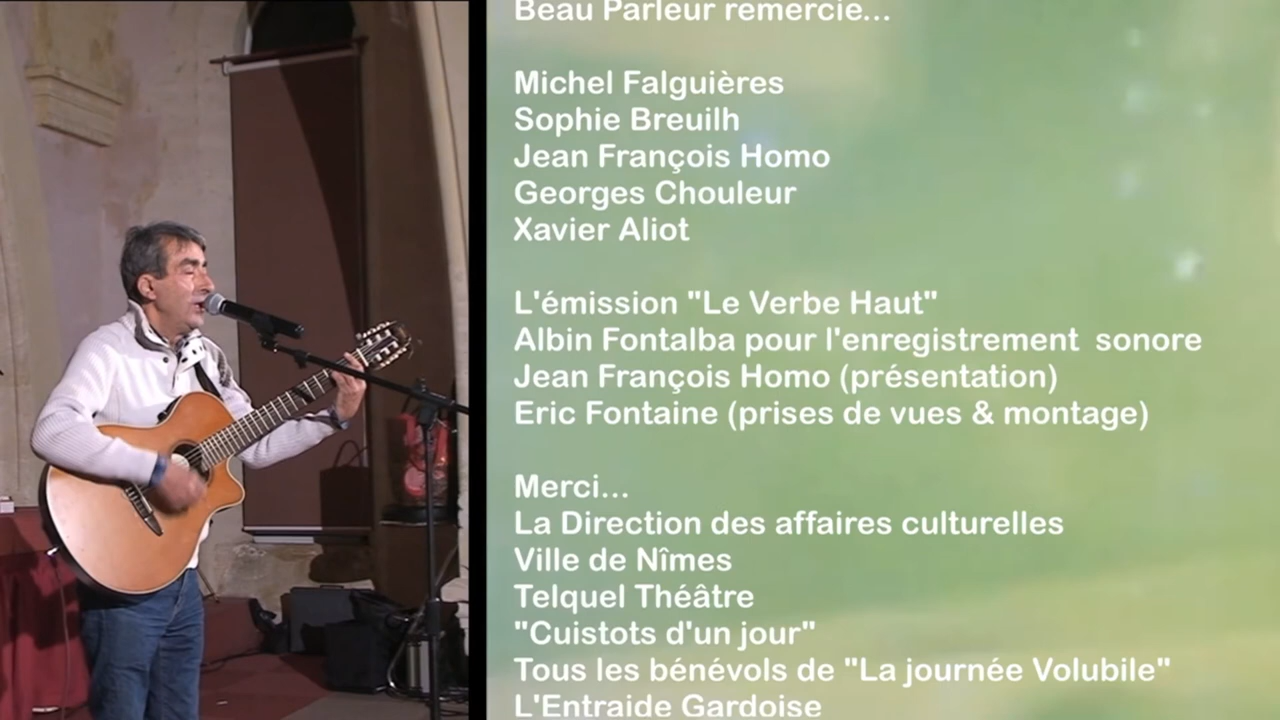 Beau Parleur remercie...
Michel Falguières
Sophie Breuilh
Jean François Homo
Georges Chouleur
Xavier Aliot
L'émission "Le Verbe Haut"
Albin Fontalba pour l'enregistrement  sonore
Jean François Homo (présentation)
Eric Fontaine (prises de vues & montage)
Merci...
La Direction des affaires culturelles
Ville de Nîmes
Telquel Théâtre
"Cuistots d'un jour"
Tous les bénévols de "La journée Volubile"
L'Entraide Gardoise